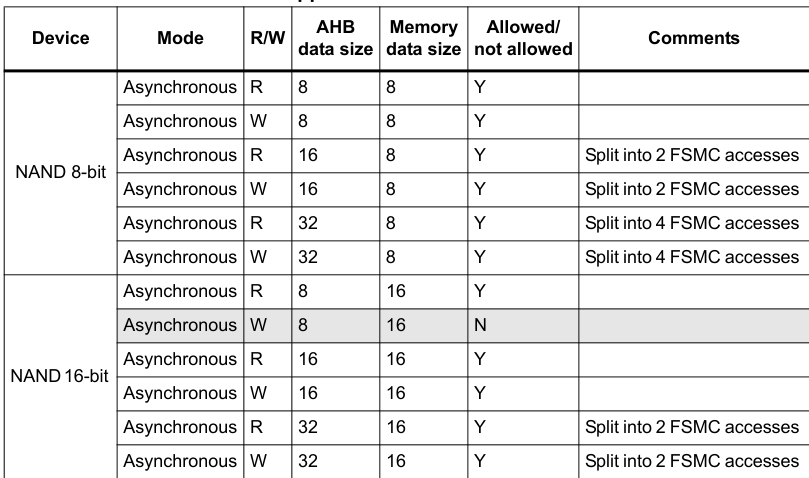 Device Mode R/W AHB data size Memory data size Allowed/ not allowed Comments
NAND 8-bit
Asynchronous R 8 8 Y
Asynchronous W 8 8 Y
Asynchronous R 16 8 Y Split into 2 FSMC accesses
Asynchronous W 16 8 Y Split into 2 FSMC accesses
Asynchronous R 32 8 Y Split into 4 FSMC accesses
Asynchronous W 32 8 Y Split into 4 FSMC accesses
NAND 16-bit
Asynchronous R 8 16 Y
Asynchronous W 8 16 N
Asynchronous R 16 16 Y
Asynchronous W 16 16 Y
Asynchronous R 32 16 Y Split into 2 FSMC accesses
Asynchronous W 32 16 Y Split into 2 FSMC accesses